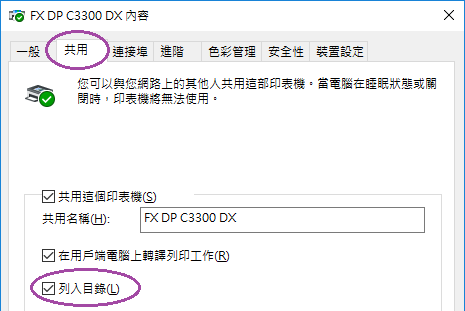 FX DP C3300 DX 內容
一般 共用 連接埠 進階 色彩管理 安全性 裝置設定
您可以與您網路上的其他人共用這部印表機。當電腦在睡眠狀態或關
閉時，印表機將無法使用。
共用這個印表機(S)
共用名稱(H): FX DP C3300 DX
在用戶端電腦上轉譯列印工作(R)
列入目錄(L)